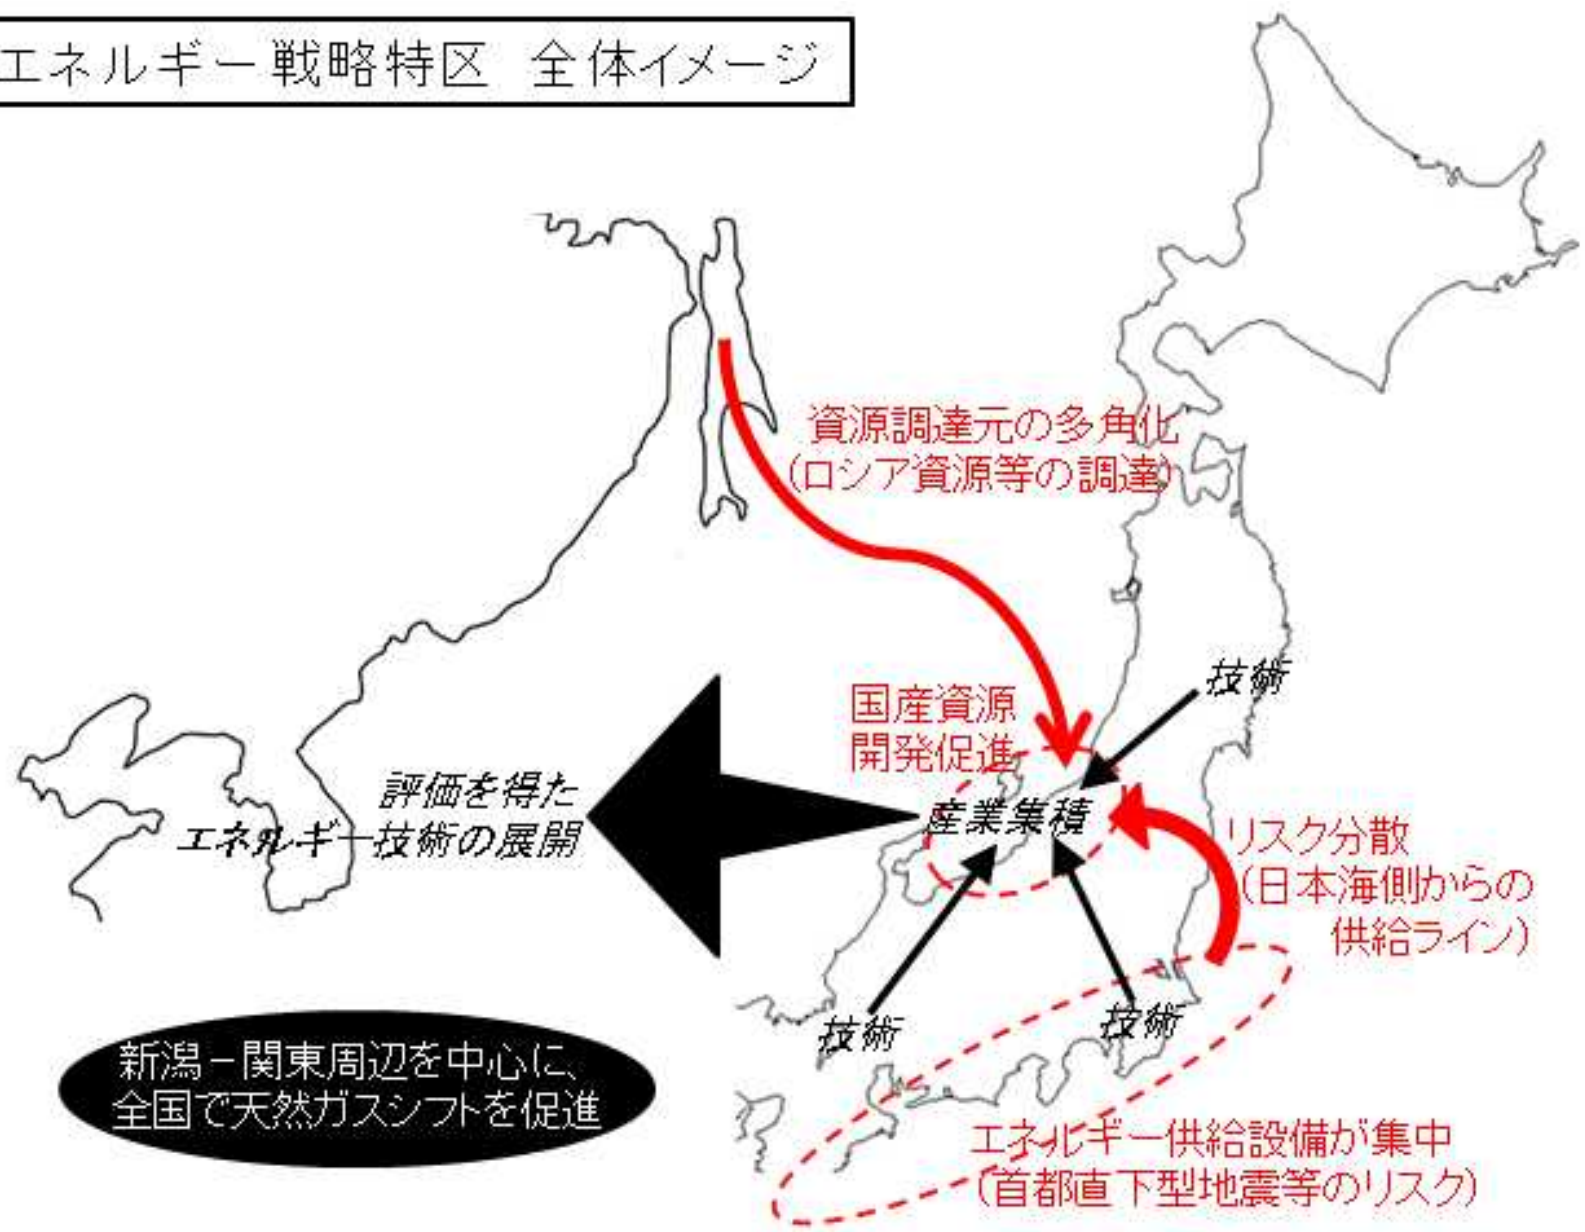 エネルギー戦略特区 全体イメージ
資源調達元の多角化
(ロシア資源等の調達)
技術
国産資源
開発促進
産業集積
評価を得た
エネルギー技術の展開
リスク分散
(日本海側からの
供給ライン)
技術
技術
新潟－関東周辺を中心に、
全国で天然ガスシフトを促進
エネルギー供給設備が集中
(首都直下型地震等のリスク)